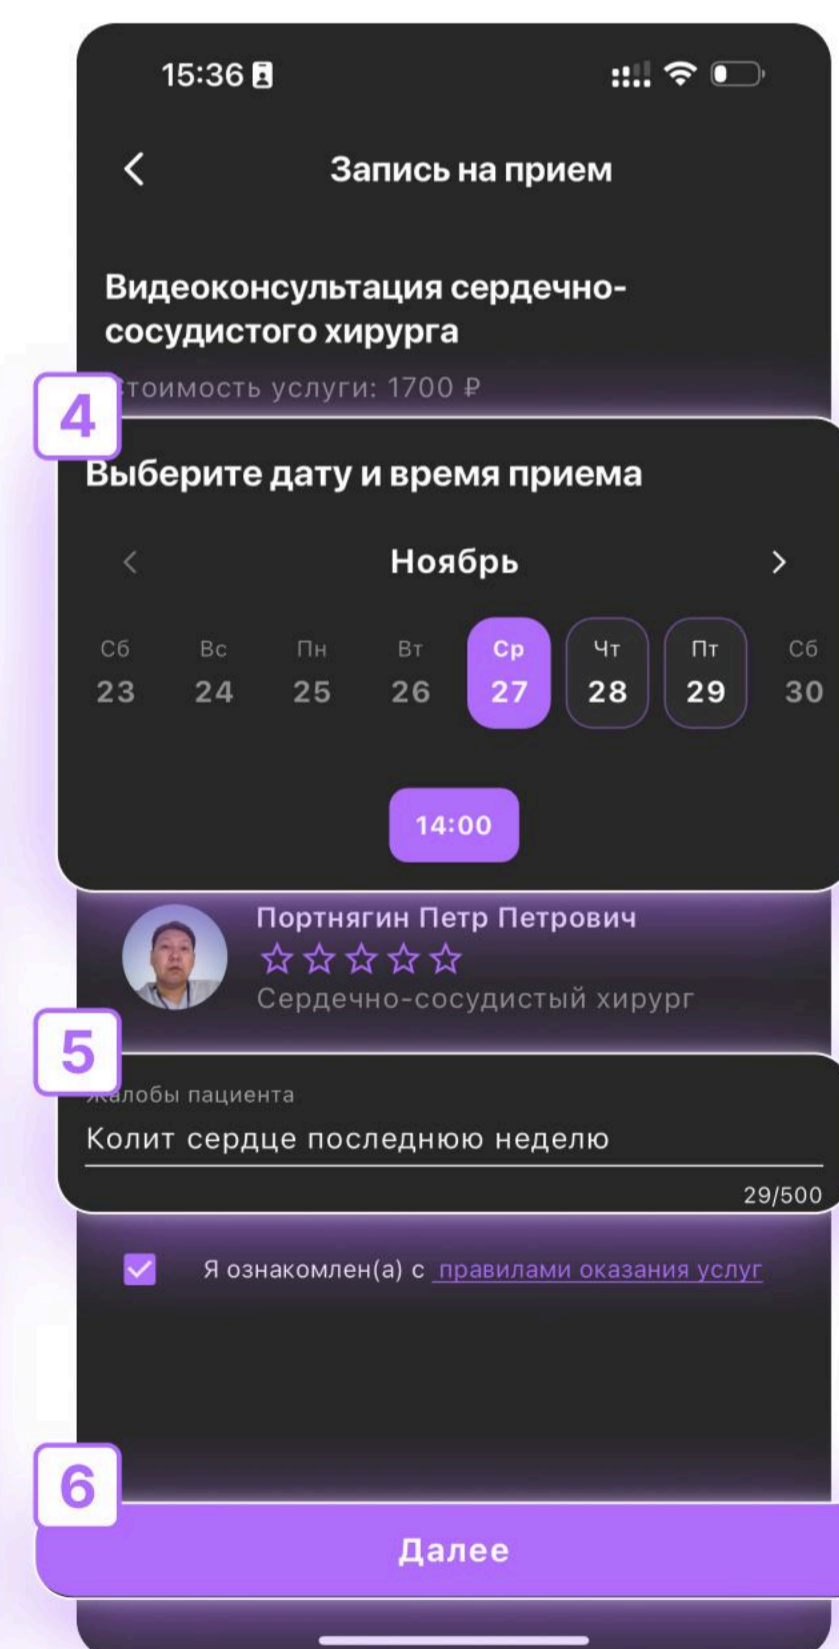 15:36
Запись на прием
Видеоконсультация сердечно-
сосудистого хирурга
4
тоимость услуги: 1700 ₽
Выберите дату и время приема
Ноябрь
Сб Вс Пн Вт Ср Чт Пт Сб
23 24 25 26 27 28 29 30
14:00
Портнягин Петр Петрович
Сердечно-сосудистый хирург
5
Жалобы пациента
Колит сердце последнюю неделю
29/500
Я ознакомлен(а) с правилами оказания услуг
6
Далее